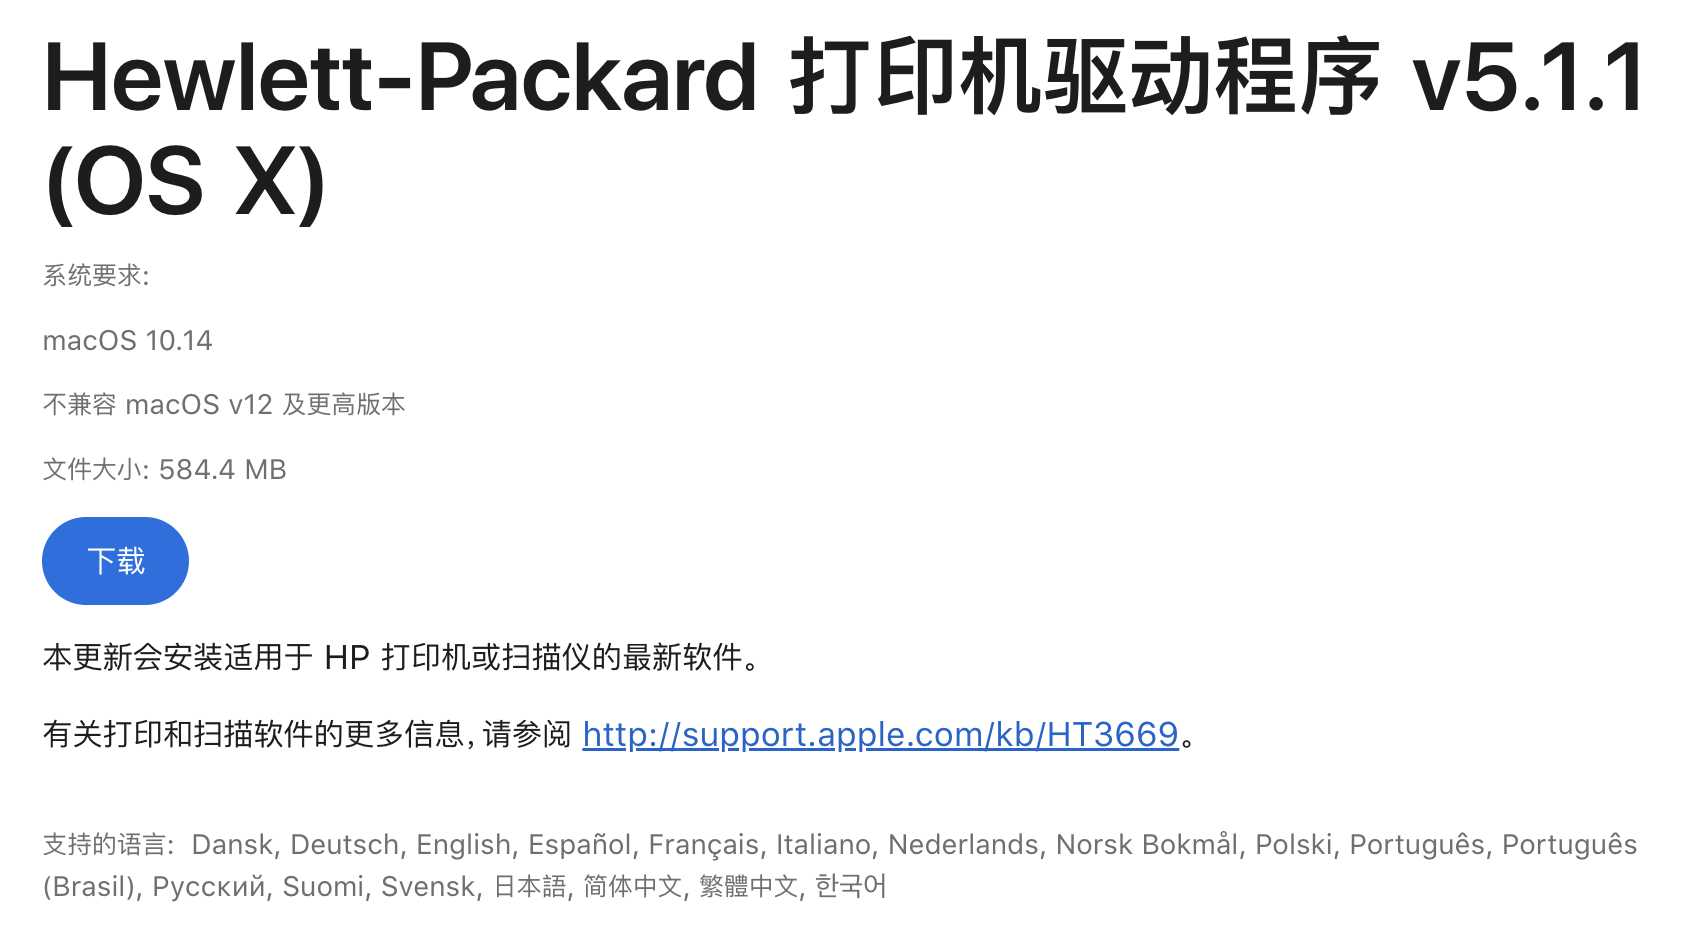 Hewlett-Packard 打印机驱动程序 v5.1.1
(OS X)
系统要求:
macOS 10.14
不兼容 macOS v12 及更高版本
文件大小: 584.4 MB
下载
本更新会安装适用于 HP 打印机或扫描仪的最新软件。
有关打印和扫描软件的更多信息, 请参阅 http://support.apple.com/kb/HT3669。
支持的语言: Dansk, Deutsch, English, Español, Français, Italiano, Nederlands, Norsk Bokmål, Polski, Português, Português
(Brasil), Русский, Suomi, Svensk, 日本語, 简体中文, 繁體中文, 한국어